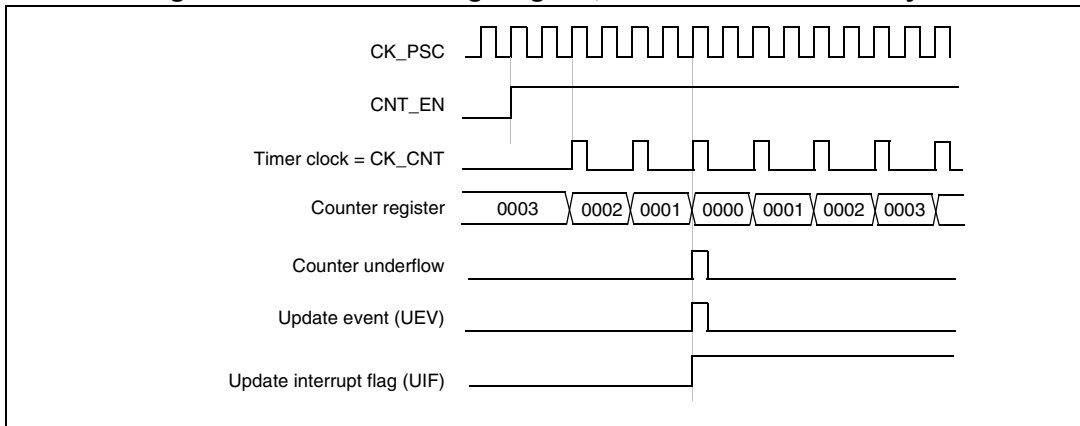 CK_PSC
CNT_EN
Timer clock = CK_CNT
Counter register 0003 0002 0001 0000 0001 0002 0003
Counter underflow
Update event (UEV)
Update interrupt flag (UIF)